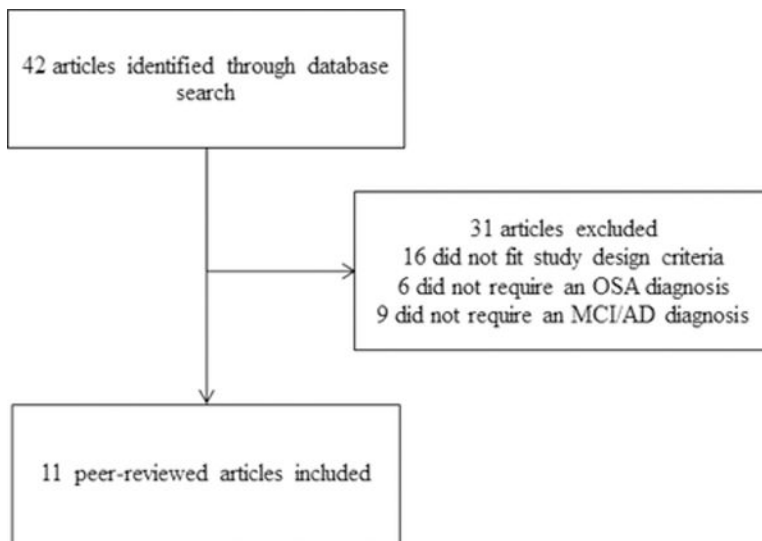 42 articles identified through database
search
31 articles excluded
16 did not fit study design criteria
6 did not require an OSA diagnosis
9 did not require an MCI/AD diagnosis
11 peer-reviewed articles included